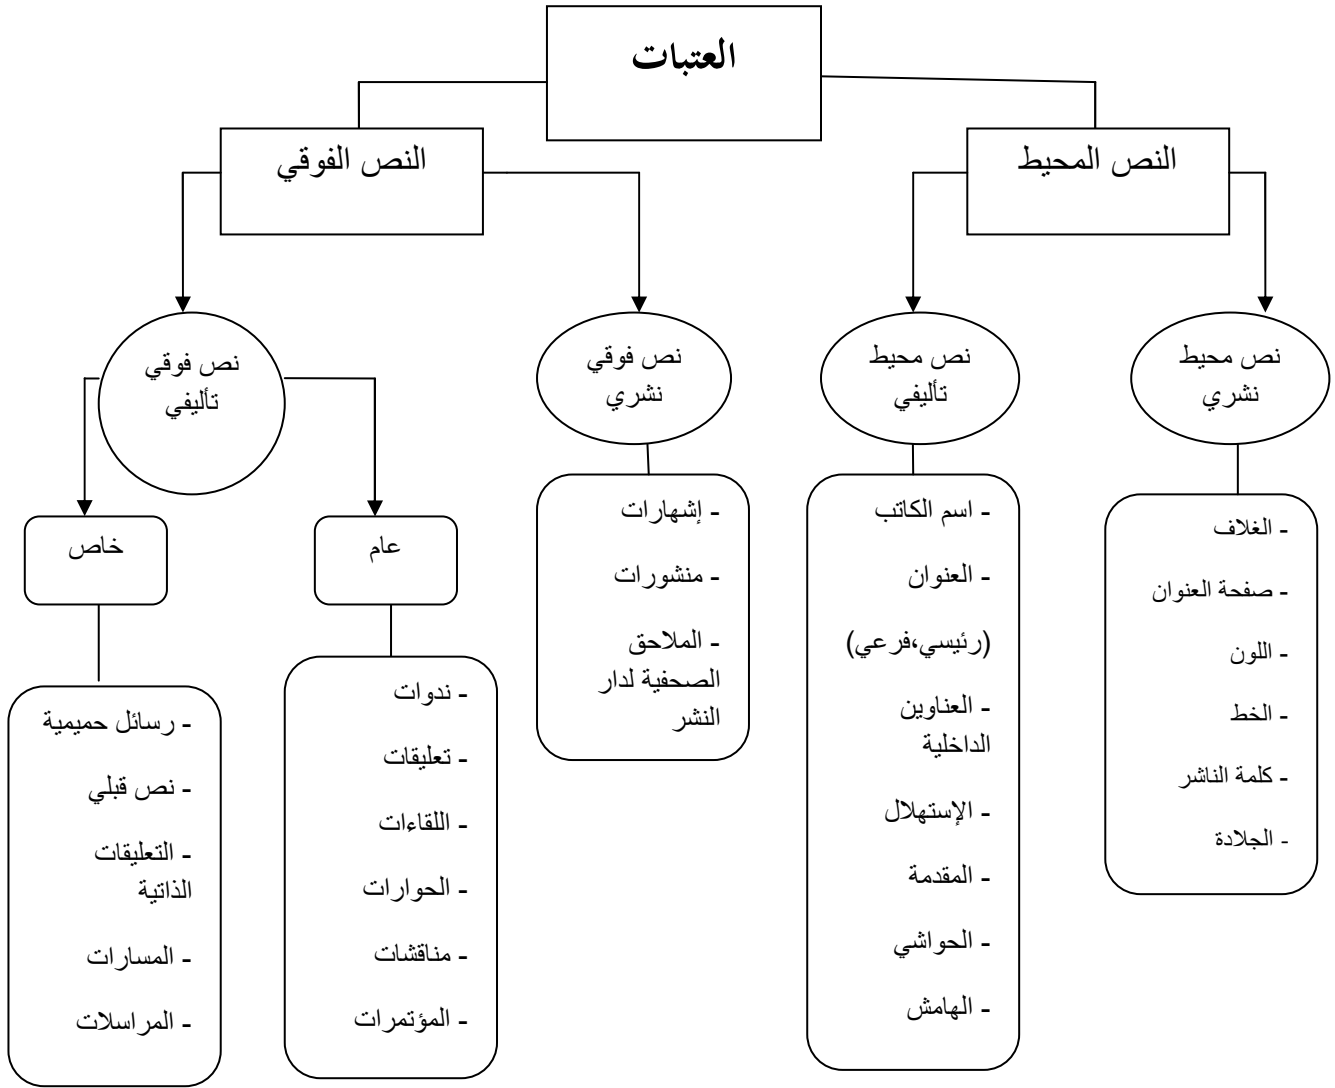 العتبات
النص المحيط
النص الفوقي
نص محيط
نشري
نص محيط
تأليفي
نص فوقي
نشري
نص فوقي
تأليفي
- الغلاف
- صفحة العنوان
- اللون
- الخط
- كلمة الناشر
- الجلادة
- اسم الكاتب
- العنوان
(رئيسي،فرعي)
- العناوين
الداخلية
- الإستهلال
- المقدمة
- الحواشي
- الهامش
- إشهارات
- منشورات
- الملاحق
الصحفية لدار
النشر
عام
- ندوات
- تعليقات
- اللقاءات
- الحوارات
- مناقشات
- المؤتمرات
خاص
- رسائل حميمية
- نص قبلي
- التعليقات
الذاتية
- المسارات
- المراسلات